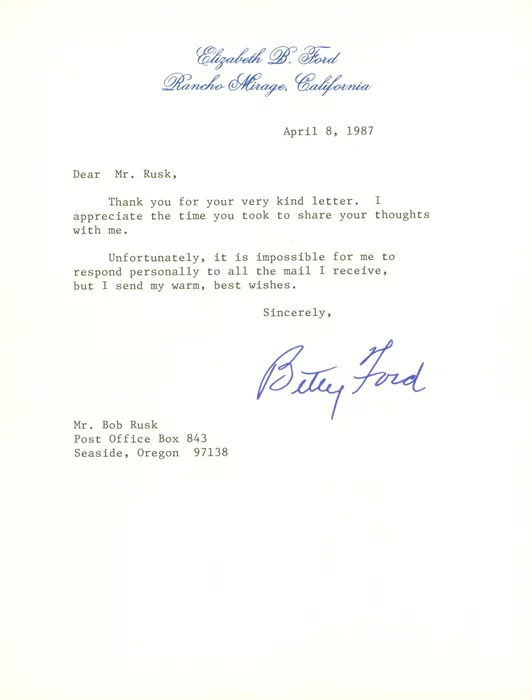 Elizabeth B. Ford
Rancho Mirage, California
April 8, 1987
Dear Mr. Rusk,
Thank you for your very kind letter. I
appreciate the time you took to share your thoughts
with me.
Unfortunately, it is impossible for me to
respond personally to all the mail I receive,
but I send my warm, best wishes.
Sincerely,
Betty Ford
Mr. Bob Rusk
Post Office Box 843
Seaside, Oregon 97138